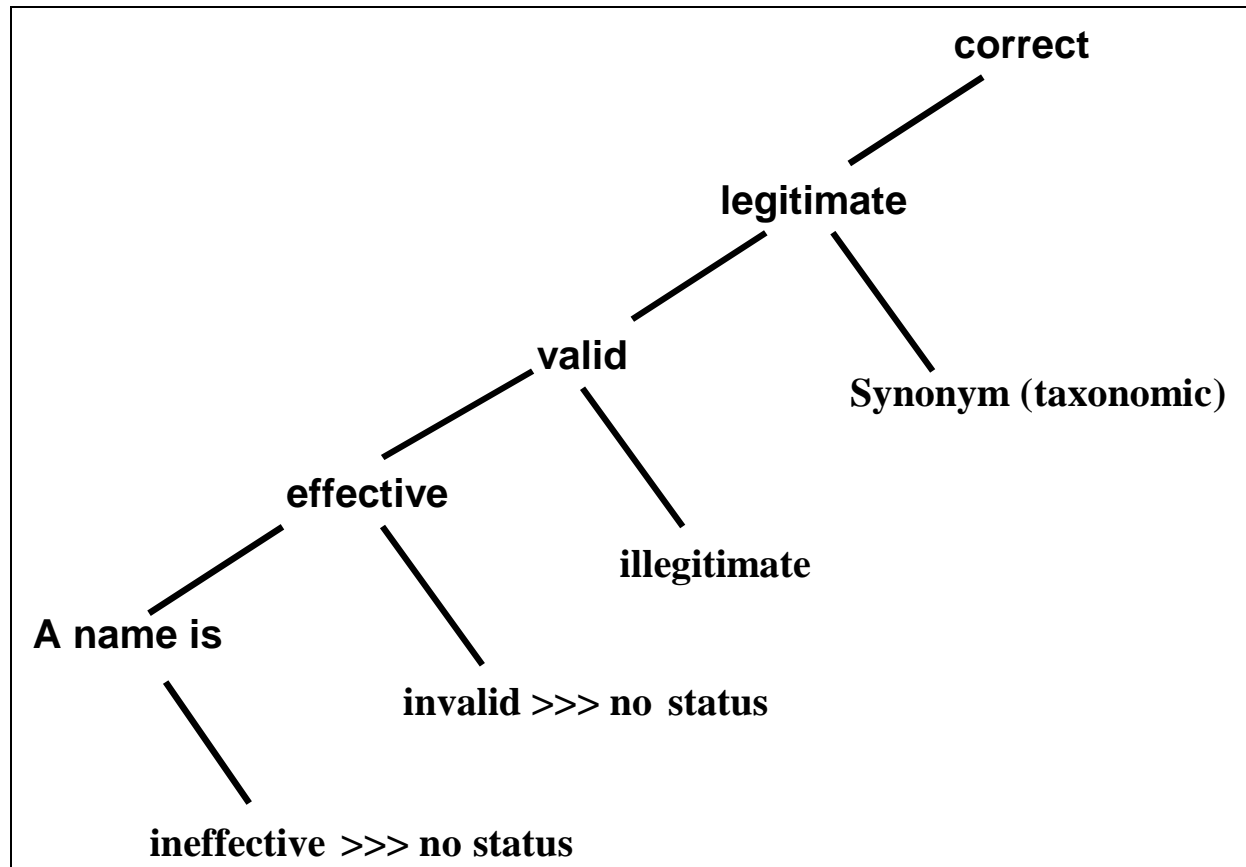 correct
legitimate
valid
Synonym (taxonomic)
effective
illegitimate
A name is
invalid >>> no status
ineffective >>> no status